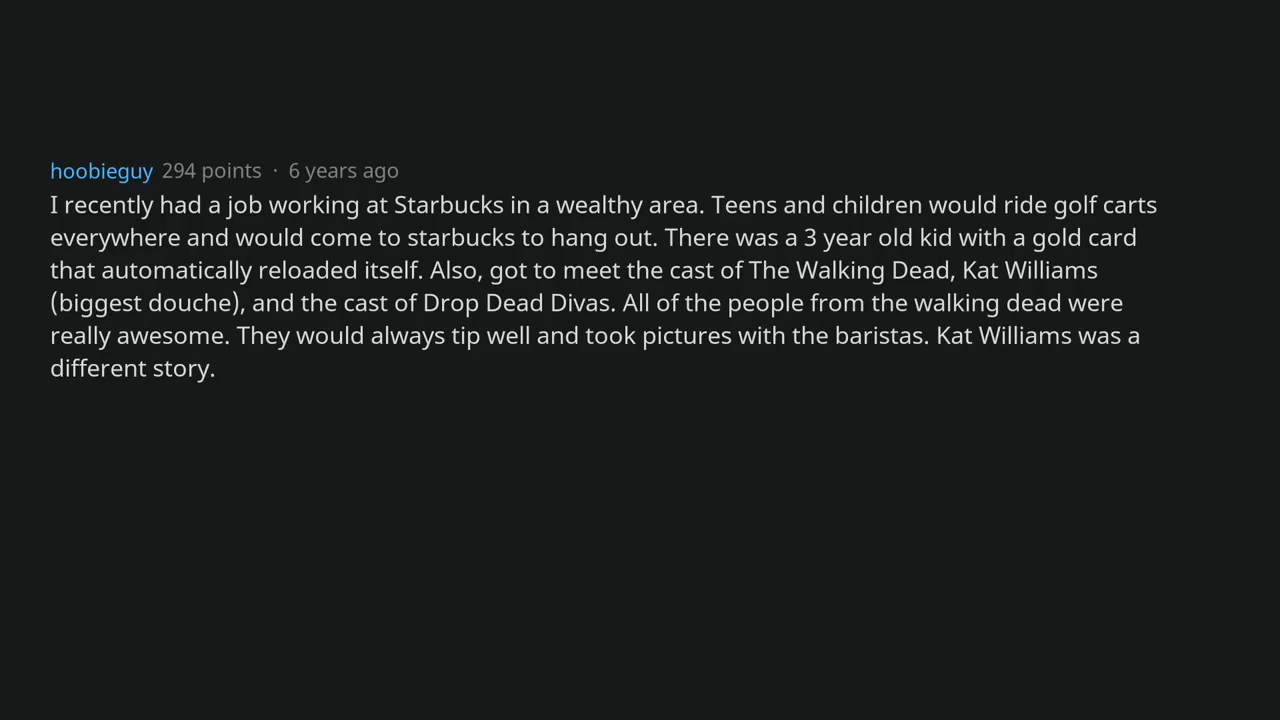 hoobieguy 294 points · 6 years ago
I recently had a job working at Starbucks in a wealthy area. Teens and children would ride golf carts
everywhere and would come to starbucks to hang out. There was a 3 year old kid with a gold card
that automatically reloaded itself. Also, got to meet the cast of The Walking Dead, Kat Williams
(biggest douche), and the cast of Drop Dead Divas. All of the people from the walking dead were
really awesome. They would always tip well and took pictures with the baristas. Kat Williams was a
different story.